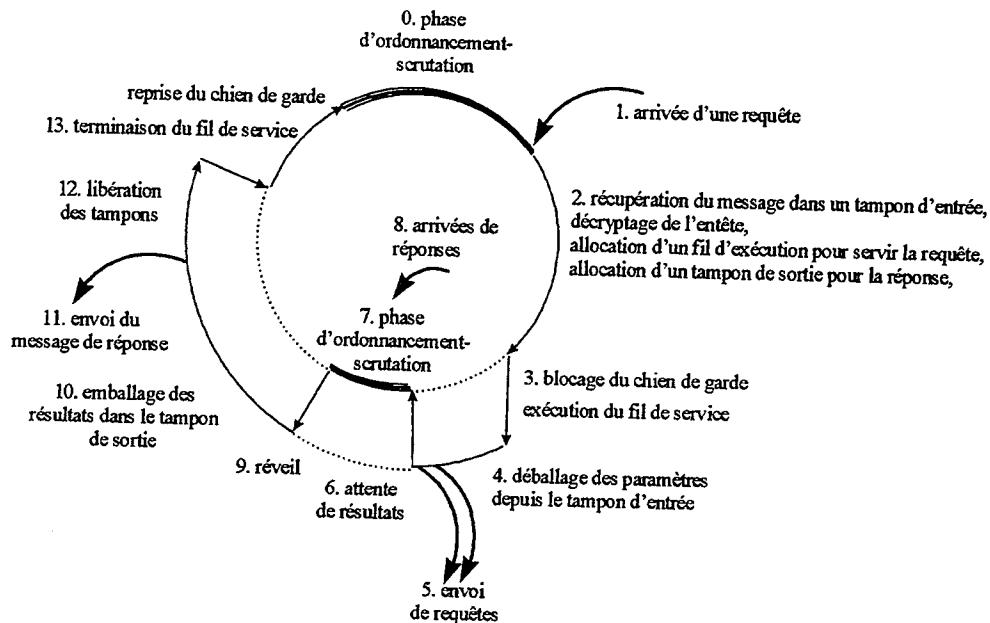 0. phase
d'ordonnancement-
scrutation
reprise du chien de garde
1. arrivée d'une requête
13. terminaison du fil de service
12. libération
des tampons
2. récupération du message dans un tampon d'entrée,
décryptage de l'entête,
allocation d'un fil d'exécution pour servir la requête,
allocation d'un tampon de sortie pour la réponse,
8. arrivées de
réponses
11. envoi du
message de réponse
7. phase
d'ordonnancement-
scrutation
3. blocage du chien de garde
exécution du fil de service
10. emballage des
résultats dans le tampon
de sortie
9. réveil
6. attente
de résultats
4. déballage des paramètres
depuis le tampon d'entrée
5. envoi
de requêtes